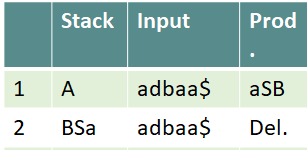 Stack Input Prod
.
1 A adbaa$ aSB
2 BSa adbaa$ Del.